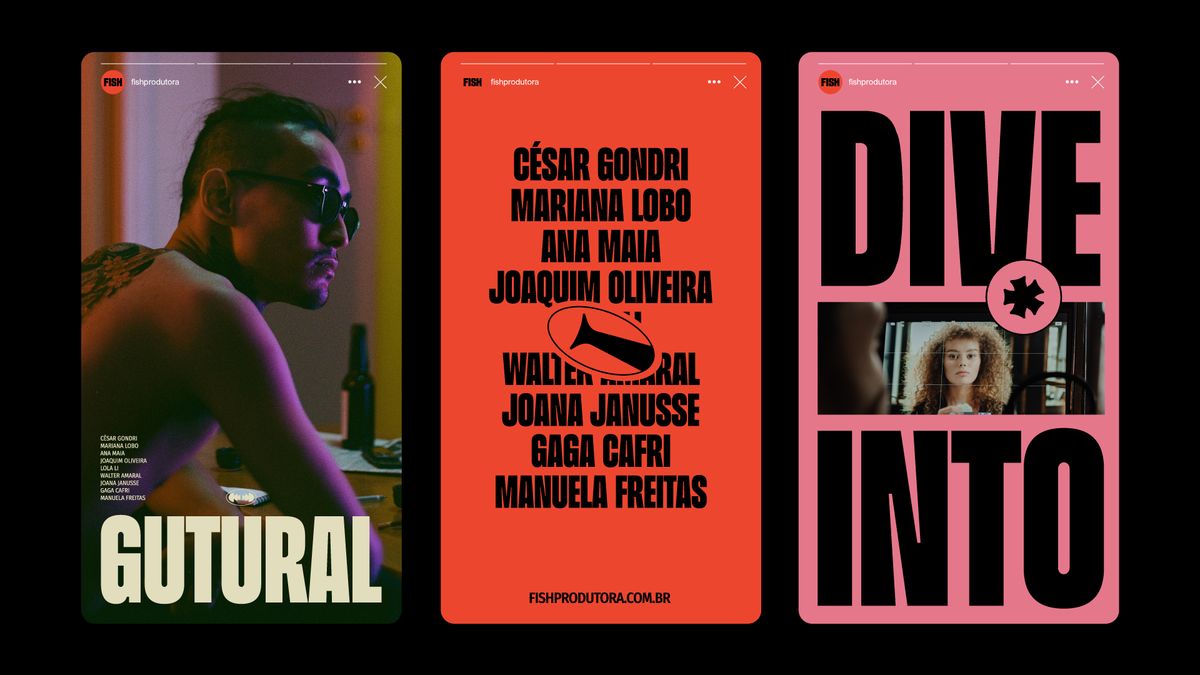 FISH
fishprodutora
CÉSAR GONDRI
MARIANA LOBO
ANA MAIA
JOAQUIM OLIVEIRA
LOLA LI
WALTER AMARAL
JOANA JANUSSE
GAGA CAFRI
MANUELA FREITAS
GUTURAL
FISH
fishprodutora
CÉSAR GONDRI
MARIANA LOBO
ANA MAIA
JOAQUIM OLIVEIRA
WALTER AMARAL
JOANA JANUSSE
GAGA CAFRI
MANUELA FREITAS
FISHPRODUTORA.COM.BR
FISH
fishprodutora
DIVE
INTO